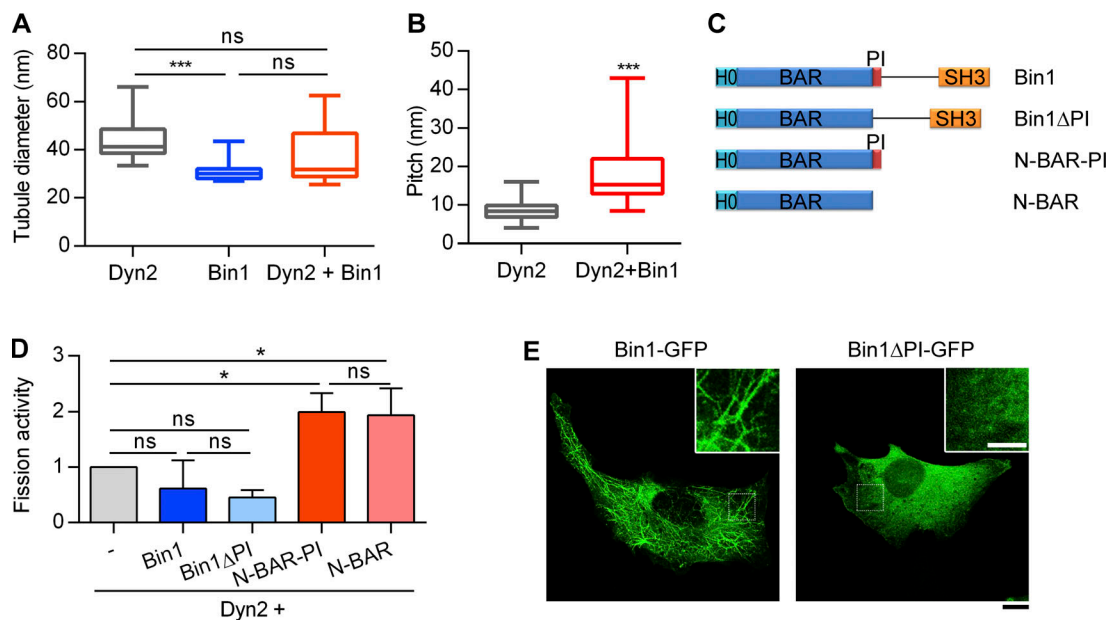 A
Tubule diameter (nm)
80
60
40
20
0
ns
***
ns
Dyn2
Bin1
Dyn2 + Bin1
B
Pitch (nm)
50
40
30
20
10
0
***
Dyn2
Dyn2+Bin1
C
PI
H0 BAR SH3 Bin1
H0 BAR SH3 Bin1ΔPI
PI
H0 BAR N-BAR-PI
H0 BAR N-BAR
D
Fission activity
3
2
1
0
*
*
ns
ns
ns
ns
-
Bin1
Bin1ΔPI
N-BAR-PI
N-BAR
Dyn2 +
E
Bin1-GFP
Bin1ΔPI-GFP